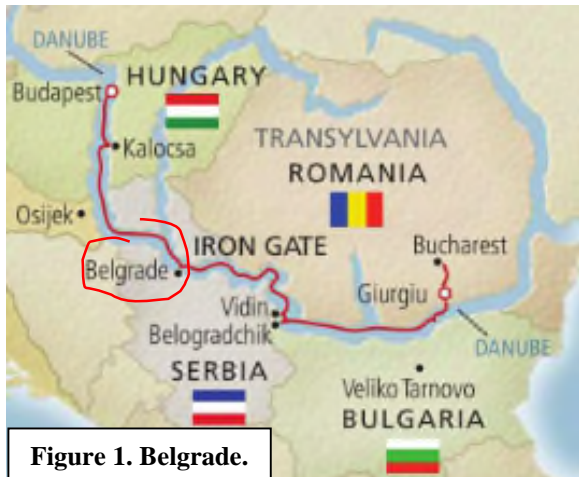 DANUBE
HUNGARY
Budapest
Kalocsa
TRANSYLVANIA
ROMANIA
Osijek
IRON GATE
Bucharest
Belgrade
Giurgiu
Vidin
Belogradchik
DANUBE
SERBIA
Veliko Tarnovo
BULGARIA
Figure 1. Belgrade.